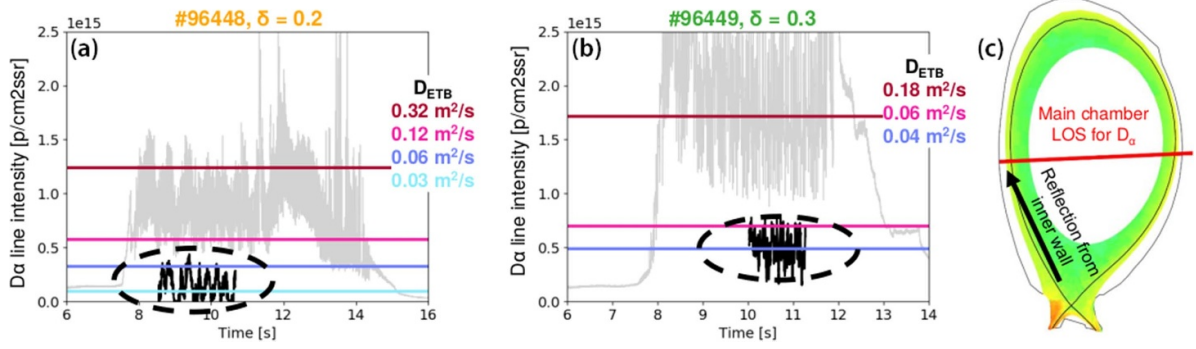 #96448, δ = 0.2
1e15
(a)
2.5
2.0
1.5
1.0
0.5
0.0
Dα line intensity [p/cm2ssr]
D_ETB
0.32 m²/s
0.12 m²/s
0.06 m²/s
0.03 m²/s
6 8 10 12 14 16
Time [s]
#96449, δ = 0.3
1e15
(b)
2.5
2.0
1.5
1.0
0.5
0.0
Dα line intensity [p/cm2ssr]
D_ETB
0.18 m²/s
0.06 m²/s
0.04 m²/s
6 7 8 9 10 11 12 13 14
Time [s]
(c)
Main chamber
LOS for Dα
Reflection from
inner wall